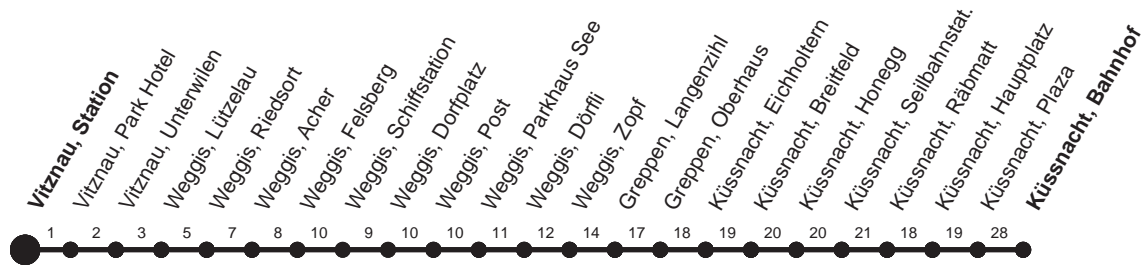 Vitznau, Station
Vitznau, Park Hotel
Vitznau, Unterwilen
Weggis, Lützelau
Weggis, Riedsort
Weggis, Acher
Weggis, Felsberg
Weggis, Schiffstation
Weggis, Dorfplatz
Weggis, Post
Weggis, Parkhaus See
Weggis, Dörfli
Weggis, Zopf
Greppen, Langenzihl
Greppen, Oberhaus
Küssnacht, Eichholtern
Küssnacht, Breitfeld
Küssnacht, Honegg
Küssnacht, Seilbahnstat.
Küssnacht, Räbmatt
Küssnacht, Hauptplatz
Küssnacht, Plaza
Küssnacht, Bahnhof
1 2 3 5 7 8 10 9 10 10 11 12 14 17 18 19 20 20 21 18 19 28